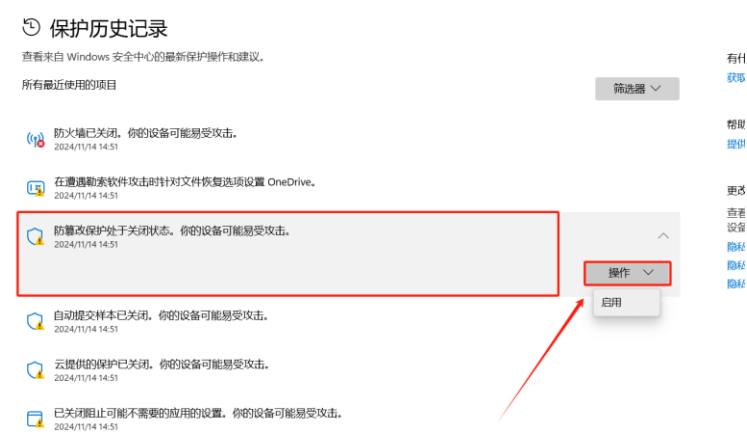 保护历史记录
查看来自 Windows 安全中心的最新保护操作和建议。
所有最近使用的项目
筛选器
防火墙已关闭。你的设备可能易受攻击。
2024/11/14 14:51
在遭遇勒索软件攻击时针对文件恢复选项设置 OneDrive。
2024/11/14 14:51
防篡改保护处于关闭状态。你的设备可能易受攻击。
2024/11/14 14:51
操作
启用
自动提交样本已关闭。你的设备可能易受攻击。
2024/11/14 14:51
云提供的保护已关闭。你的设备可能易受攻击。
2024/11/14 14:51
已关闭阻止可能不需要的应用的设置。你的设备可能易受攻击。
2024/11/14 14:51
有什
获取
帮助
提供
更改
查看
设备
隐私
隐私
隐私